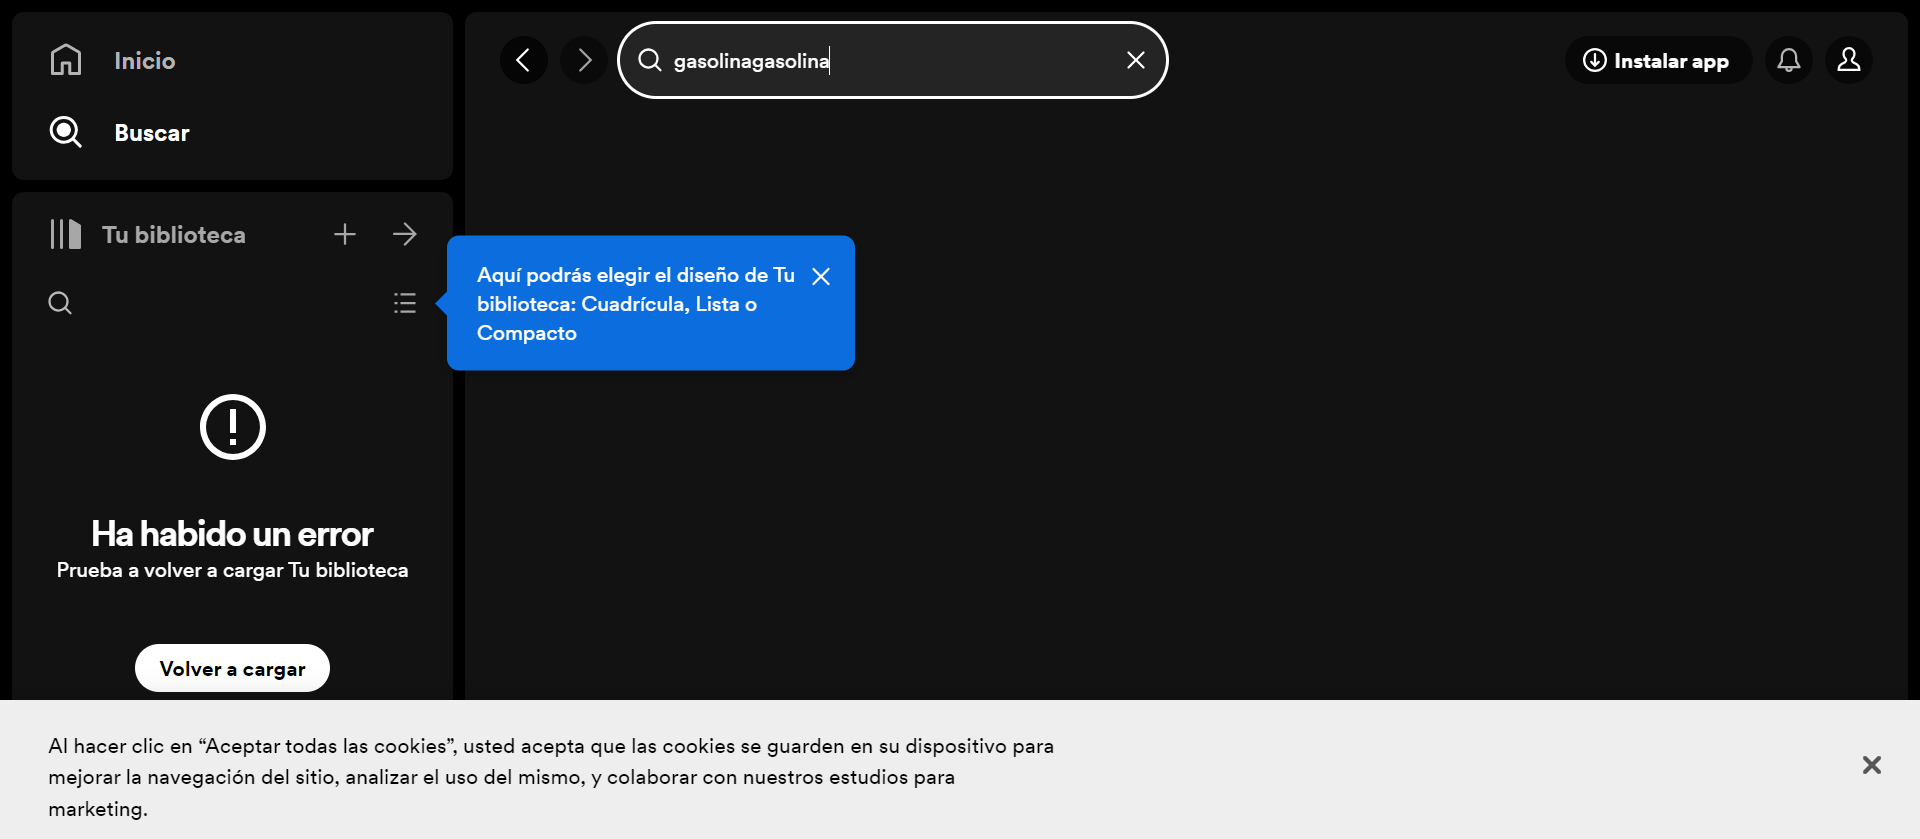 Inicio
Buscar
gasolinagasolina
Instalar app
Tu biblioteca
Aquí podrás elegir el diseño de Tu
biblioteca: Cuadrícula, Lista o
Compacto
Ha habido un error
Prueba a volver a cargar Tu biblioteca
Volver a cargar
Al hacer clic en “Aceptar todas las cookies”, usted acepta que las cookies se guarden en su dispositivo para
mejorar la navegación del sitio, analizar el uso del mismo, y colaborar con nuestros estudios para
marketing.